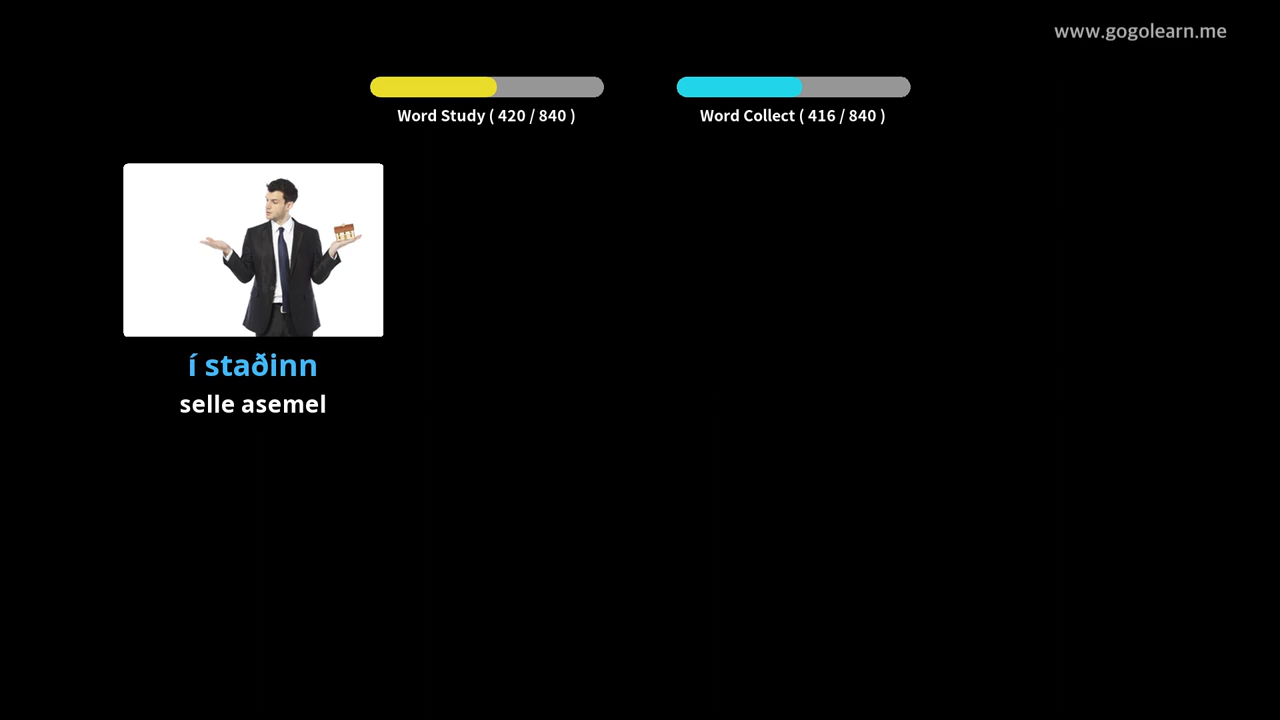 www.gogolearn.me
Word Study ( 420 / 840 )
Word Collect ( 416 / 840 )
í staðinn
selle asemel